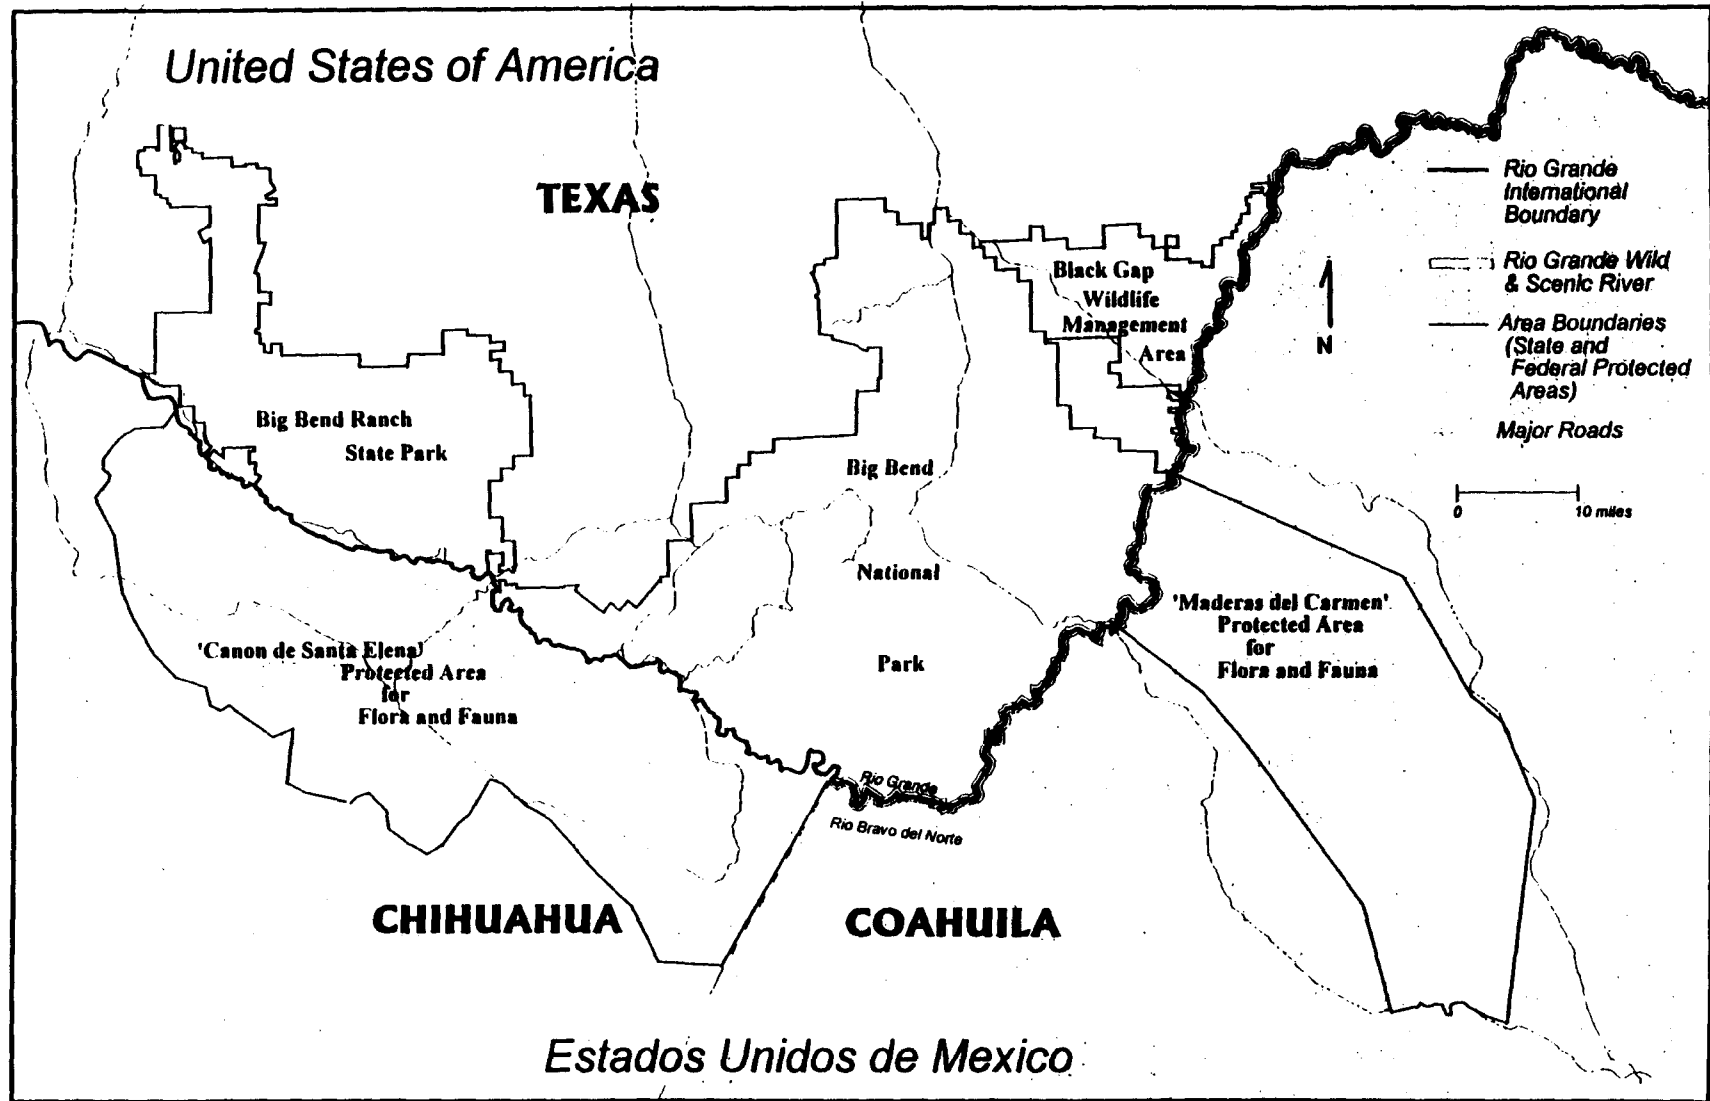 United States of America
TEXAS
Rio Grande
International
Boundary
Rio Grande Wild
& Scenic River
Area Boundaries
(State and
Federal Protected
Areas)
Major Roads
N
0 10 miles
Black Gap
Wildlife
Management
Area
Big Bend Ranch
State Park
Big Bend
National
Park
'Maderas del Carmen'
Protected Area
for
Flora and Fauna
'Canon de Santa Elena'
Protected Area
for
Flora and Fauna
Rio Grande
Rio Bravo del Norte
CHIHUAHUA
COAHUILA
Estados Unidos de Mexico